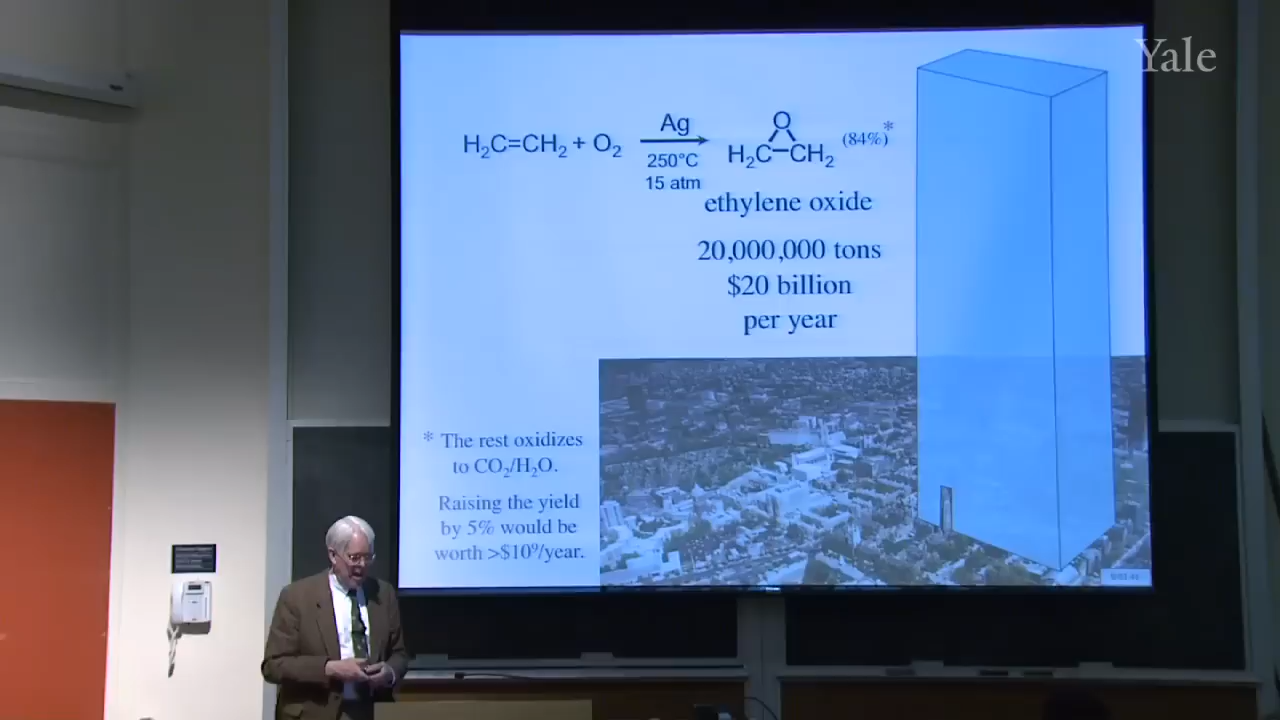 Yale
H₂C=CH₂ + O₂
Ag
250°C
15 atm
O
H₂C–CH₂
(84%)*
ethylene oxide
20,000,000 tons
$20 billion
per year
* The rest oxidizes
to CO₂/H₂O.
Raising the yield
by 5% would be
worth >$10⁹/year.